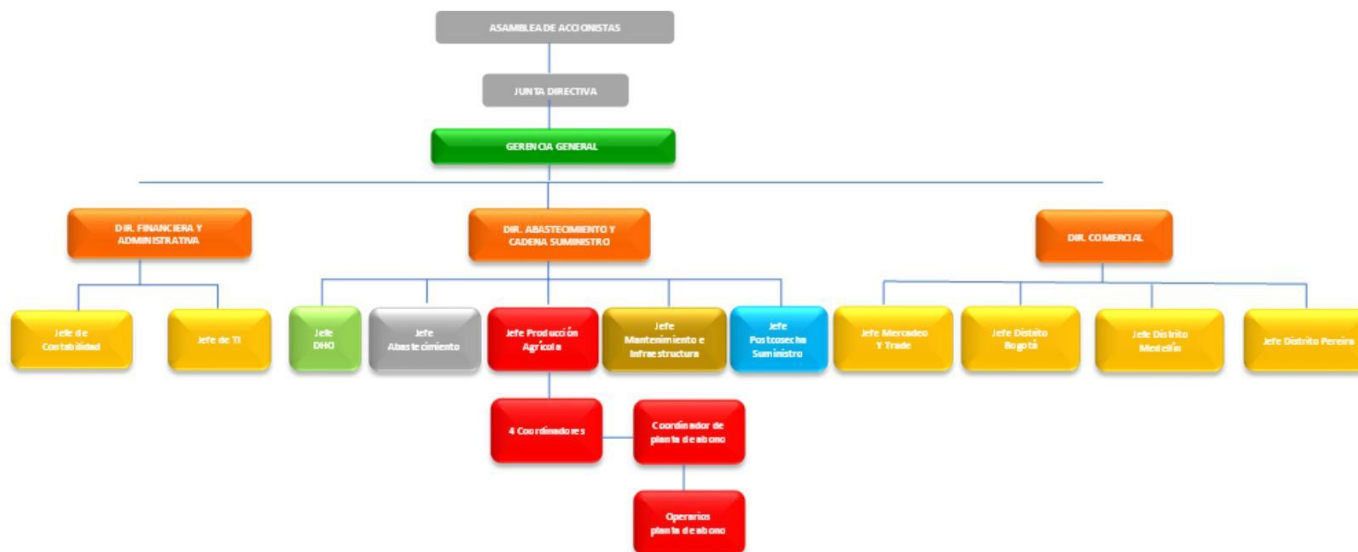 ASAMBLEA DE ACCIONISTAS
JUNTA DIRECTIVA
GERENCIA GENERAL
DIR. FINANCIERA Y
ADMINISTRATIVA
DIR. ABASTECIMIENTO Y
CADENA SUMINISTRO
DIR. COMERCIAL
Jefe de
Contabilidad
Jefe de TI
Jefe
DHO
Jefe
Abastecimiento
Jefe Producción
Agrícola
Jefe
Mantenimiento e
Infraestructura
Jefe
Postcosecha
Suministro
Jefe Mercadeo
Y Trade
Jefe Distrito
Bogotá
Jefe Distrito
Medellín
Jefe Distrito Pereira
4 Coordinadores
Coordinador de
planta de abono
Operarios
planta de abono